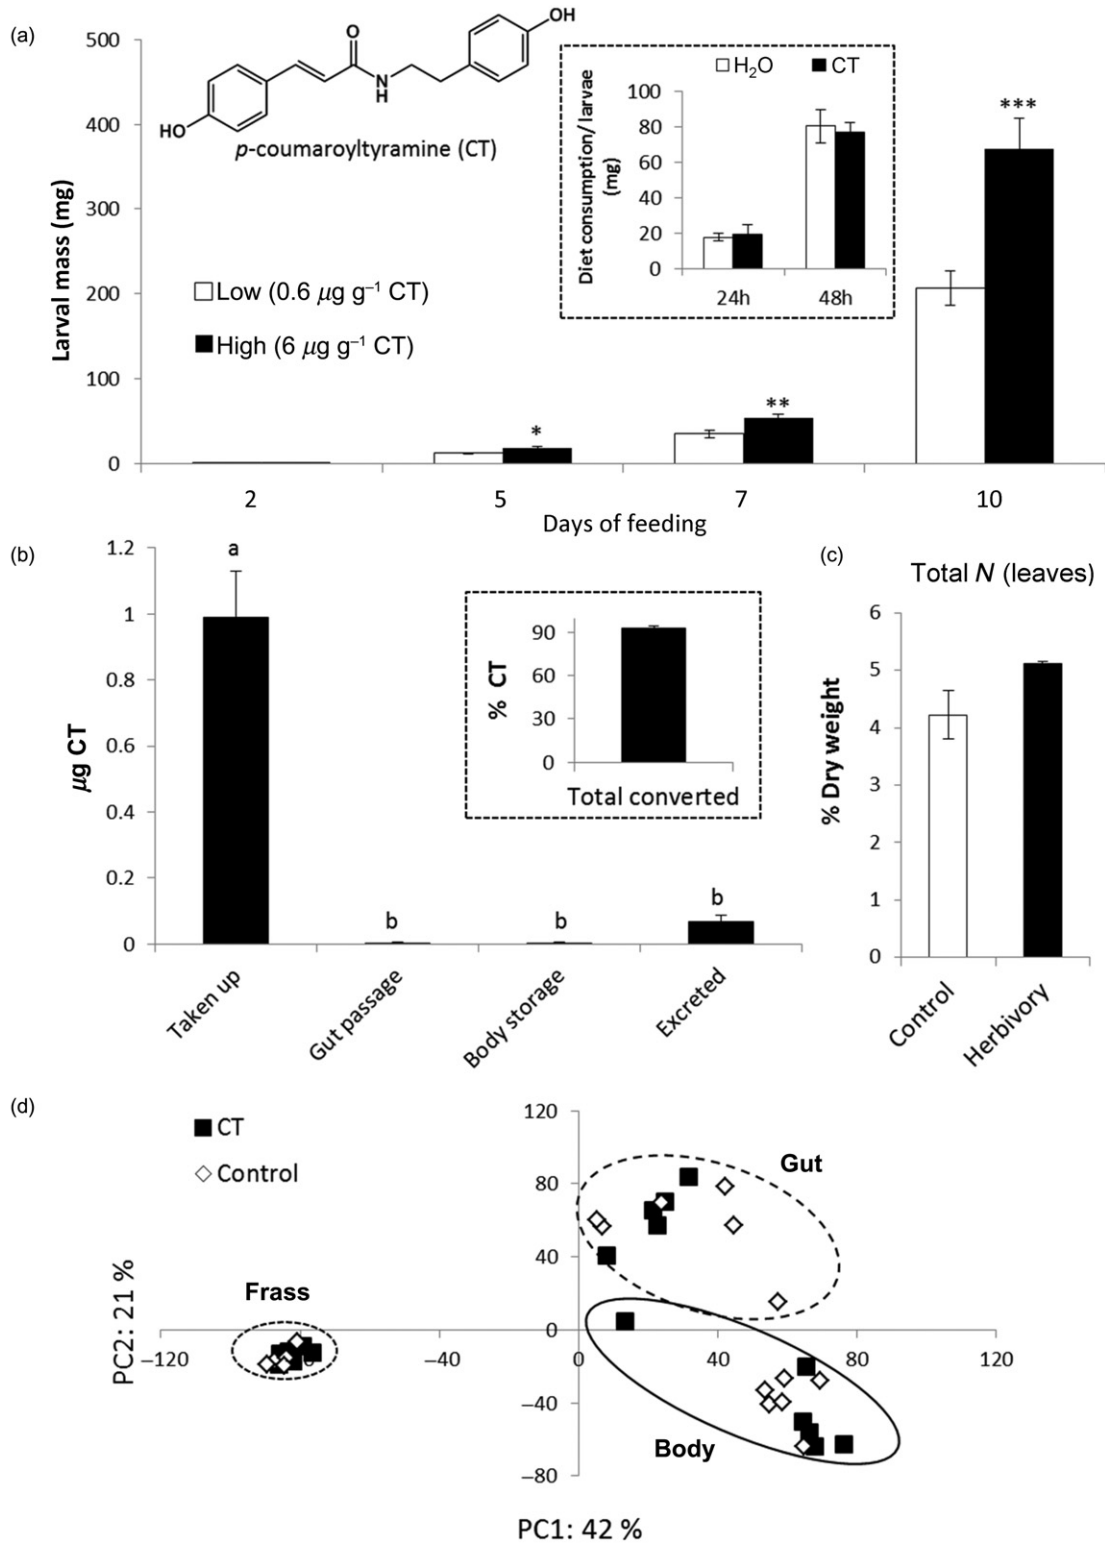 (a)
500
400
300
200
100
0
Larval mass (mg)
HO
O
N
H
OH
p-coumaroyltyramine (CT)
Low (0.6 μg g⁻¹ CT)
High (6 μg g⁻¹ CT)
H₂O CT
100
80
60
40
20
0
Diet consumption/ larvae
(mg)
24h 48h
*
**
***
2 5 7 10
Days of feeding
(b)
1.2
1
0.8
0.6
0.4
0.2
0
μg CT
a
b
b
b
90
60
30
0
% CT
Total converted
Taken up
Gut passage
Body storage
Excreted
(c)
Total N (leaves)
6
5
4
3
2
1
0
% Dry weight
Control
Herbivory
(d)
CT
Control
120
80
40
0
–40
–80
PC2: 21 %
Gut
Frass
Body
–120 –40 0 40 80 120
PC1: 42 %